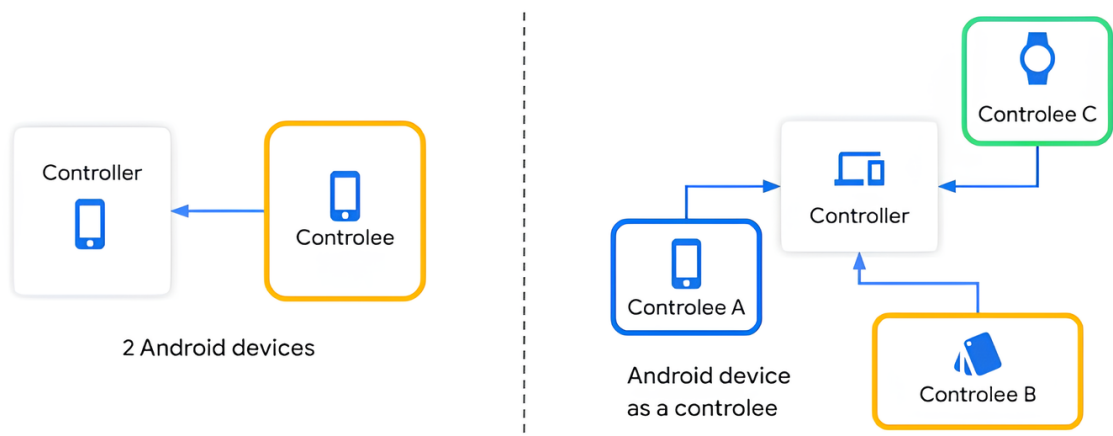 Controller
Controlee
2 Android devices
Controlee C
Controller
Controlee A
Controlee B
Android device
as a controlee